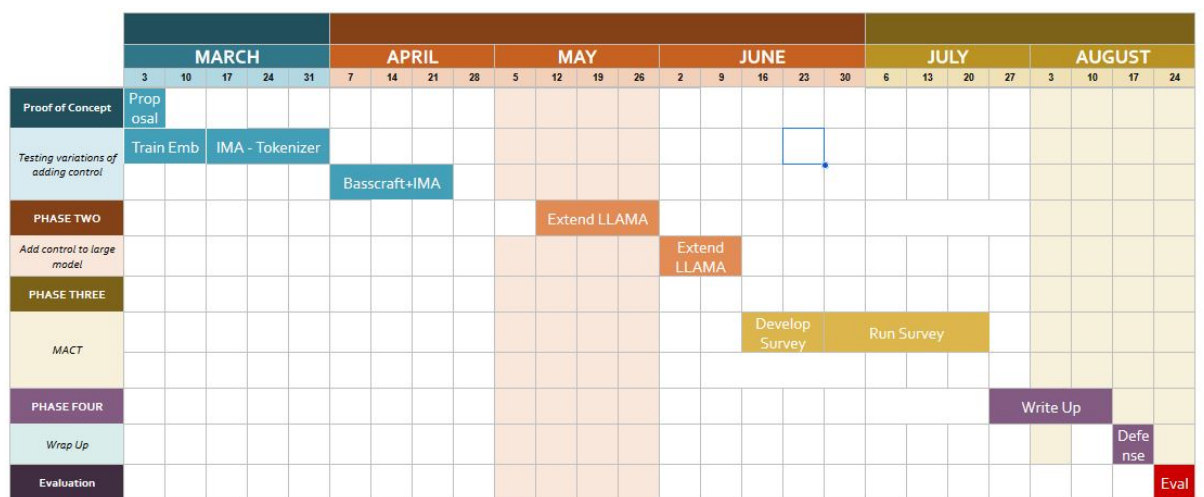 MARCH APRIL MAY JUNE JULY AUGUST
3 10 17 24 31 7 14 21 28 5 12 19 26 2 9 16 23 30 6 13 20 27 3 10 17 24
Proof of Concept
Prop
osal
Testing variations of
adding control
Train Emb
IMA - Tokenizer
Basscraft+IMA
PHASE TWO
Extend LLAMA
Add control to large
model
Extend
LLAMA
PHASE THREE
MACT
Develop
Survey
Run Survey
PHASE FOUR
Write Up
Wrap Up
Defe
nse
Evaluation
Eval